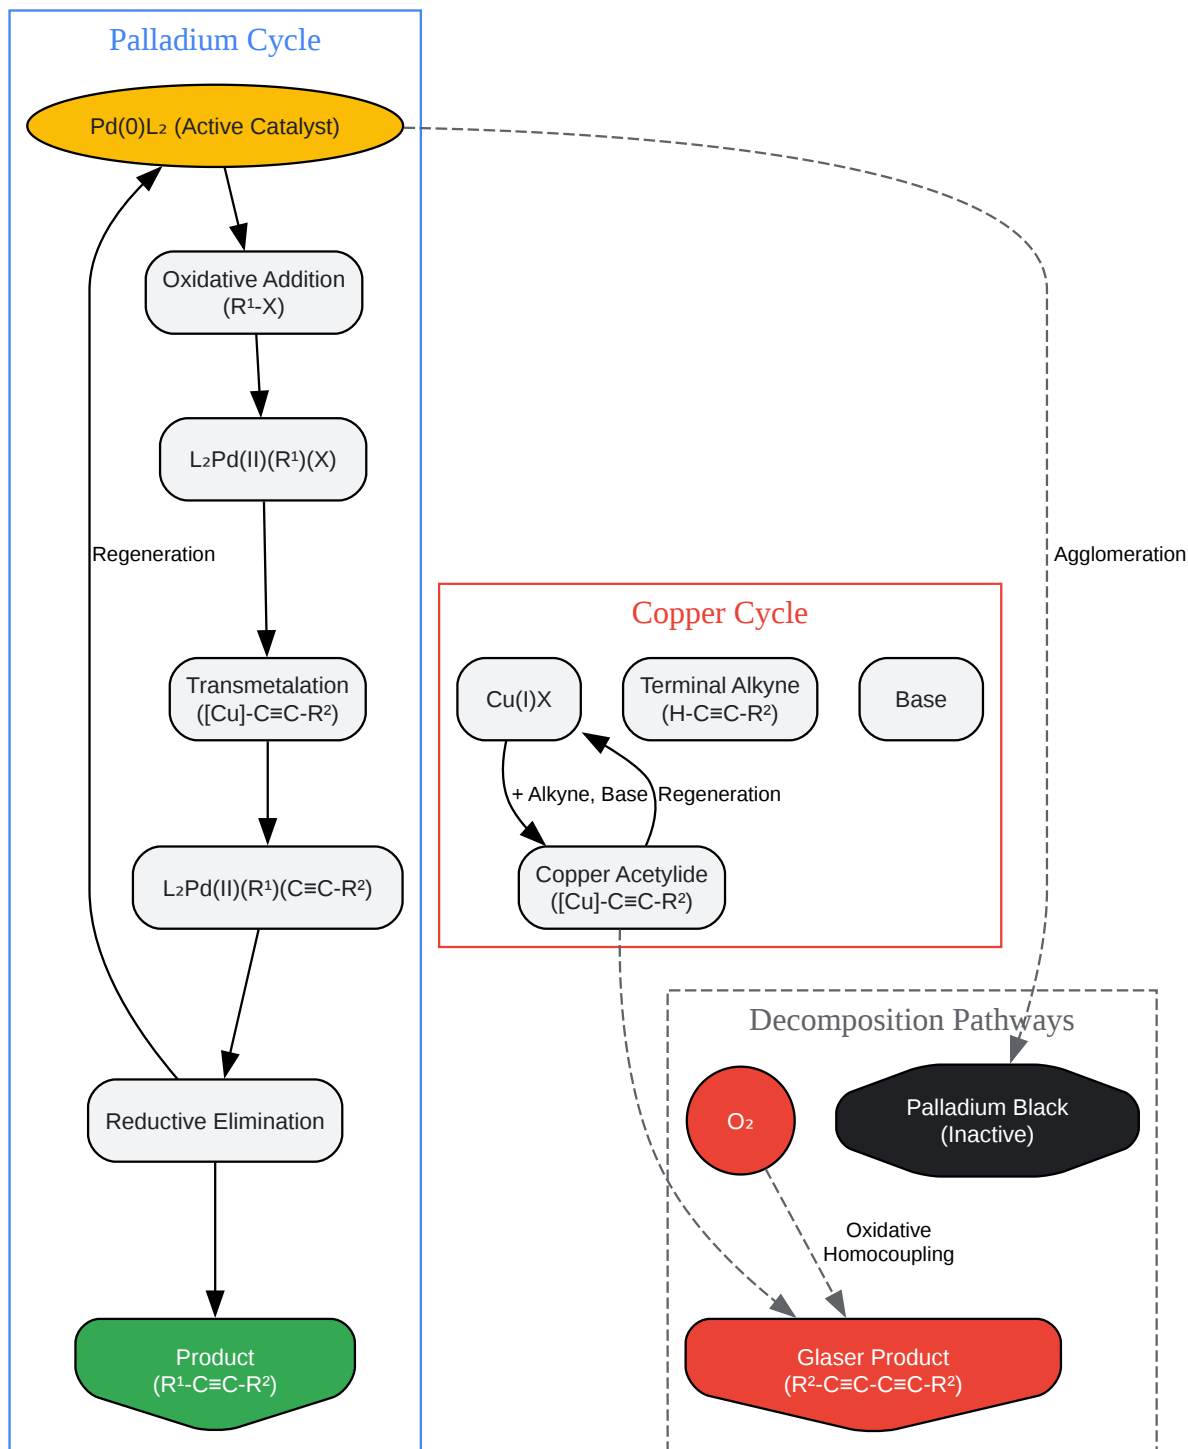 Palladium Cycle
Pd(0)L₂ (Active Catalyst)
Oxidative Addition
(R¹-X)
L₂Pd(II)(R¹)(X)
Regeneration
Agglomeration
Transmetalation
([Cu]-C≡C-R²)
L₂Pd(II)(R¹)(C≡C-R²)
Reductive Elimination
Product
(R¹-C≡C-R²)
Copper Cycle
Cu(I)X
Terminal Alkyne
(H-C≡C-R²)
Base
+ Alkyne, Base
Regeneration
Copper Acetylide
([Cu]-C≡C-R²)
Decomposition Pathways
O₂
Palladium Black
(Inactive)
Oxidative
Homocoupling
Glaser Product
(R²-C≡C-C≡C-R²)